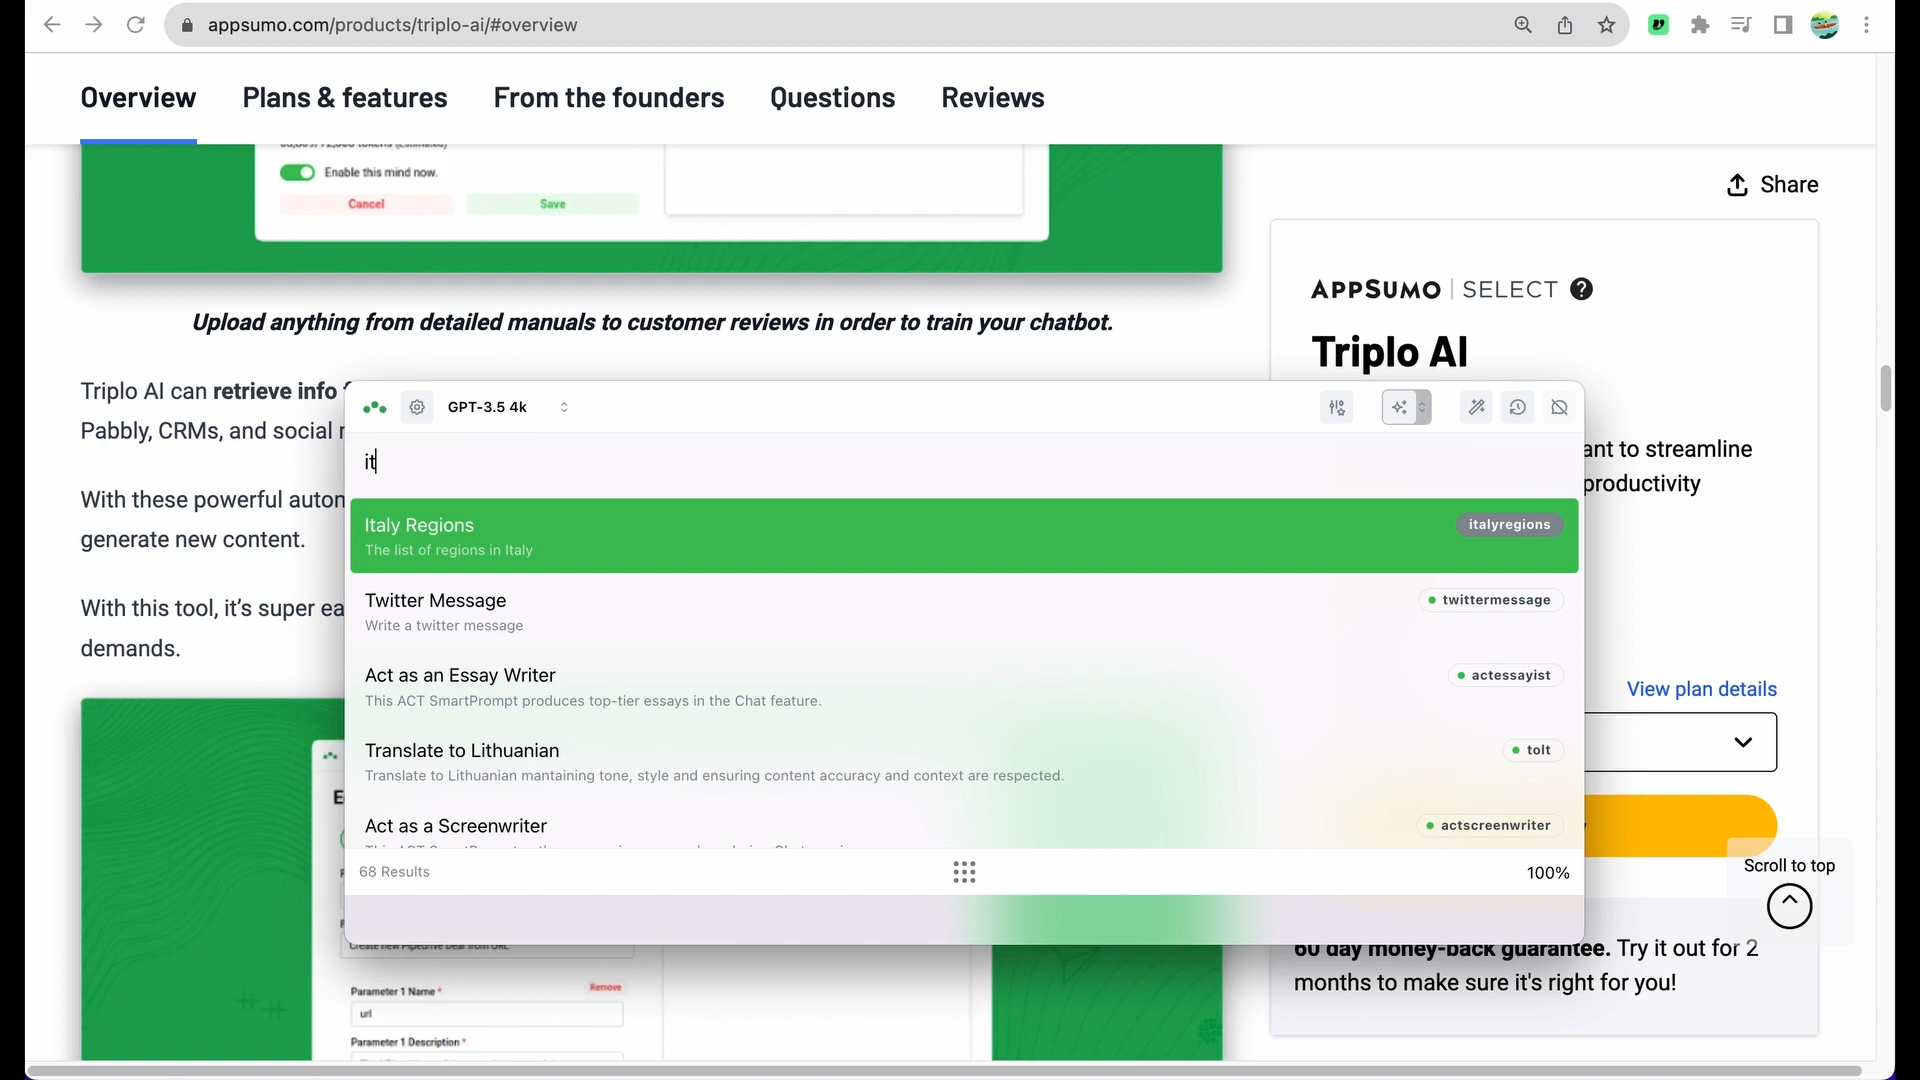 appsumo.com/products/triplo-ai/#overview
Overview
Plans & features
From the founders
Questions
Reviews
Enable this mind now.
Cancel
Save
Share
Upload anything from detailed manuals to customer reviews in order to train your chatbot.
APPSUMO | SELECT ?
Triplo AI
Triplo AI can retrieve info
Pabbly, CRMs, and social
GPT-3.5 4k
ant to streamline
productivity
it
With these powerful
generate new content.
Italy Regions
italyregions
The list of regions in Italy
Twitter Message
twittermessage
Write a twitter message
With this tool, it's super
demands.
Act as an Essay Writer
actessayist
This ACT SmartPrompt produces top-tier essays in the Chat feature.
View plan details
Translate to Lithuanian
tolt
Translate to Lithuanian mantaining tone, style and ensuring content accuracy and context are respected.
Act as a Screenwriter
actscreenwriter
68 Results
100%
Scroll to top
60 day money-back guarantee. Try it out for 2
months to make sure it's right for you!
Create new Pipedrive Deal from URL
Parameter 1 Name *
Remove
url
Parameter 1 Description *